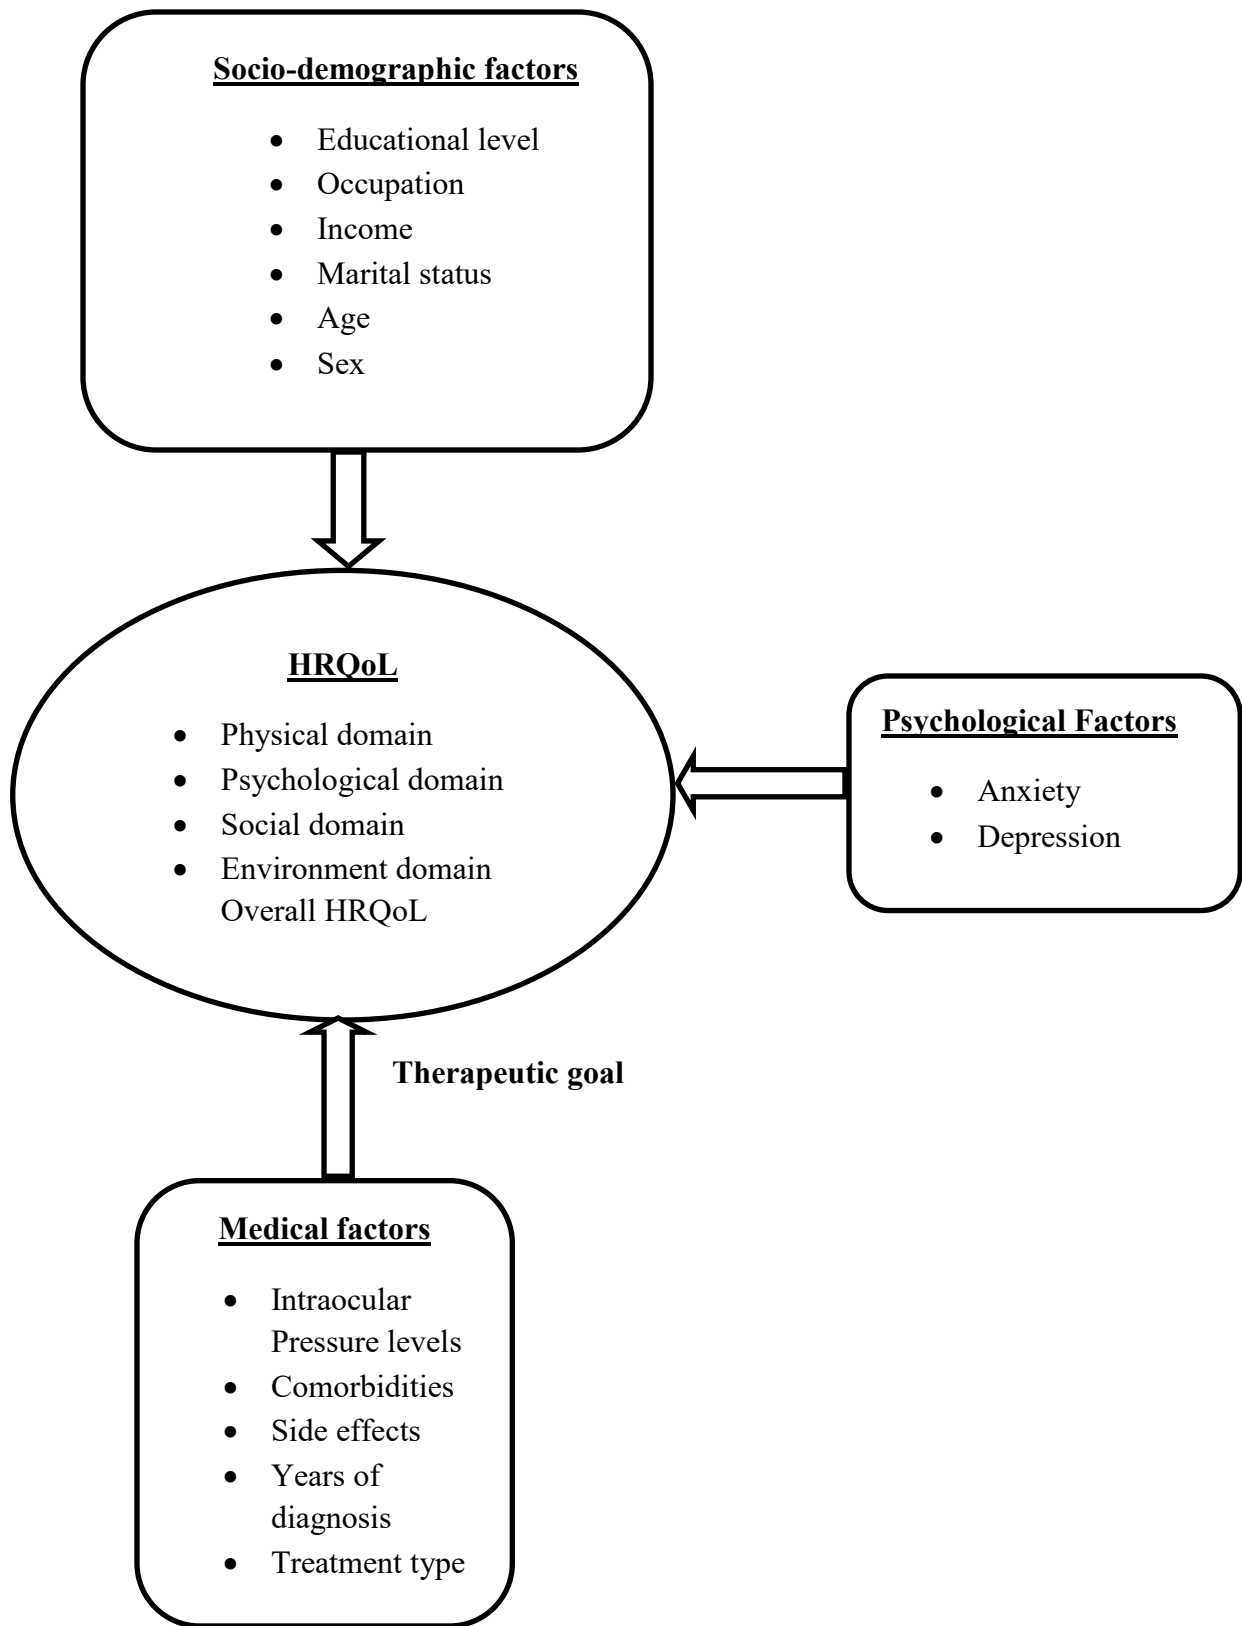 Socio-demographic factors
• Educational level
• Occupation
• Income
• Marital status
• Age
• Sex
HRQoL
• Physical domain
• Psychological domain
• Social domain
• Environment domain
Overall HRQoL
Psychological Factors
• Anxiety
• Depression
Therapeutic goal
Medical factors
• Intraocular
Pressure levels
• Comorbidities
• Side effects
• Years of
diagnosis
• Treatment type